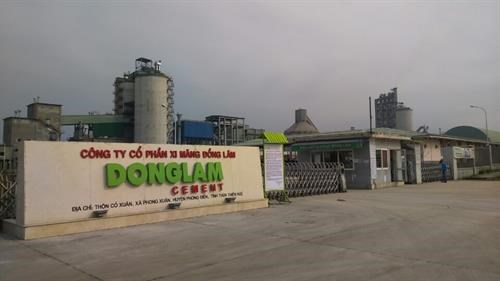 CÔNG TY CỔ PHẦN XI MĂNG ĐỒNG LÂM
DONGLAM
CEMENT
ĐỊA CHỈ: THÔN CỔ XUÂN, XÃ PHONG XUÂN, HUYỆN PHONG ĐIỀN, TỈNH THỪA THIÊN HUẾ